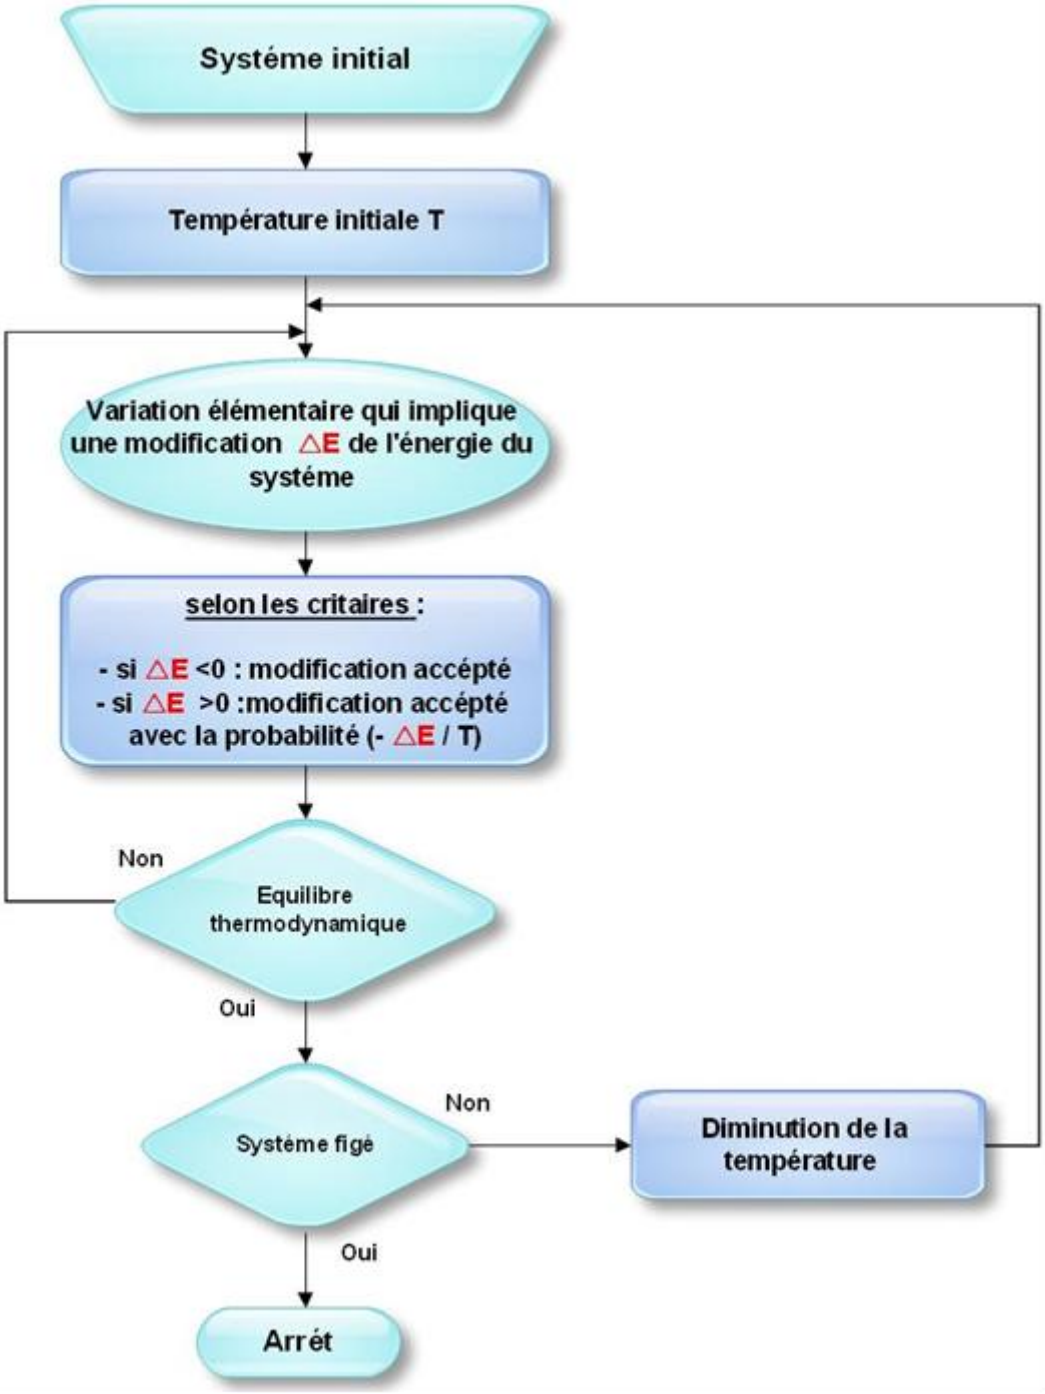 Systéme initial
Température initiale T
Variation élémentaire qui implique
une modification △E de l'énergie du
systéme
selon les critaires :
- si △E <0 : modification accépté
- si △E >0 :modification accépté
avec la probabilité (- △E / T)
Non
Equilibre
thermodynamique
Oui
Non
Systéme figé
Diminution de la
température
Oui
Arrét